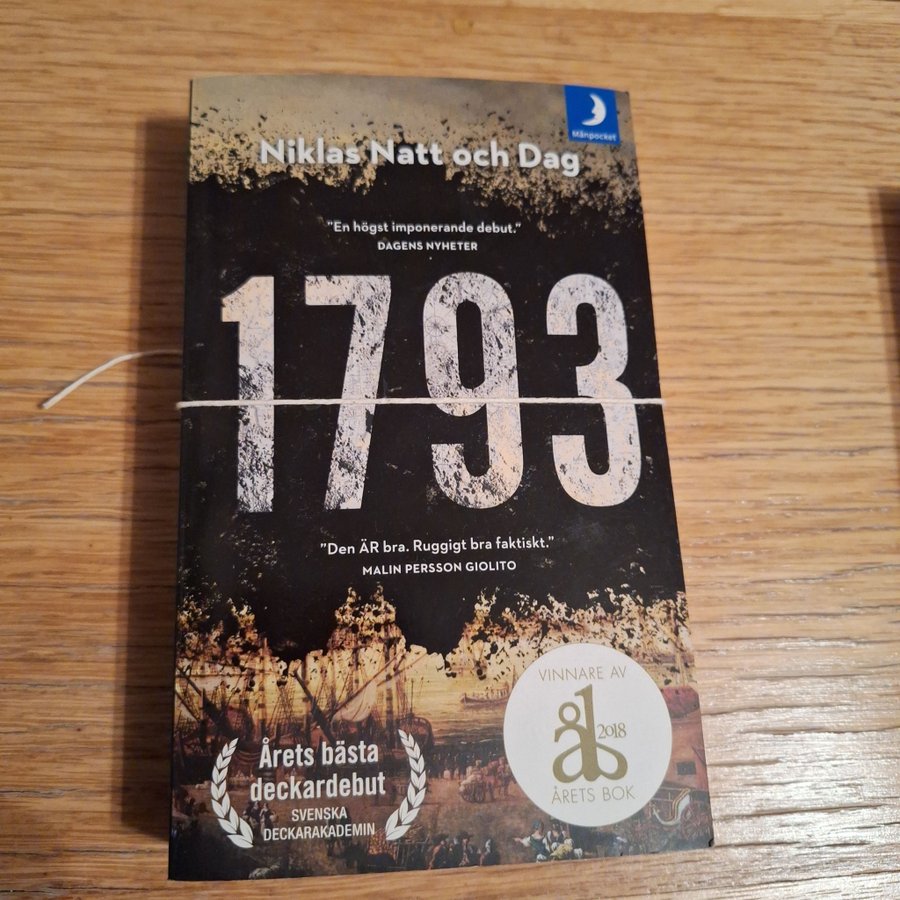 Månpocket
Niklas Natt och Dag
"En högst imponerande debut."
DAGENS NYHETER
1793
"Den ÄR bra. Ruggigt bra faktiskt."
MALIN PERSSON GIOLITO
Årets bästa
deckardebut
SVENSKA
DECKARAKADEMIN
VINNARE AV
åb
2018
ÅRETS BOK